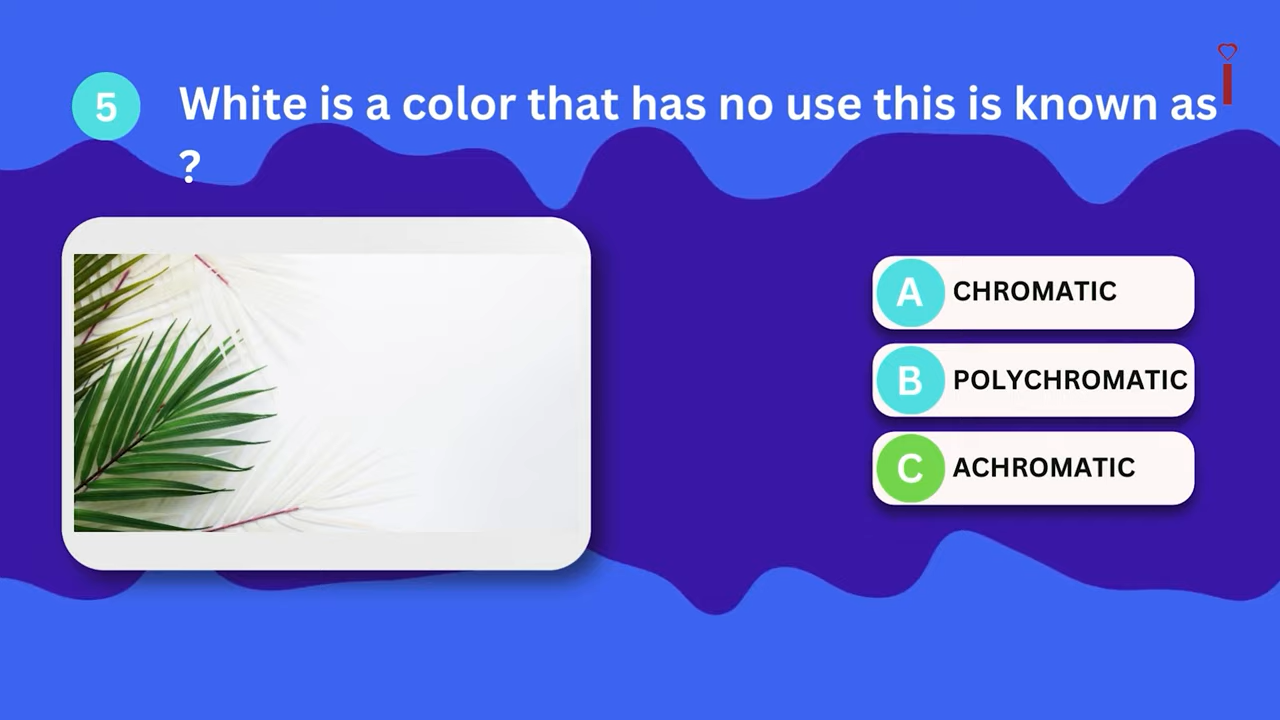 5 White is a color that has no use this is known as
?
A CHROMATIC
B POLYCHROMATIC
C ACHROMATIC